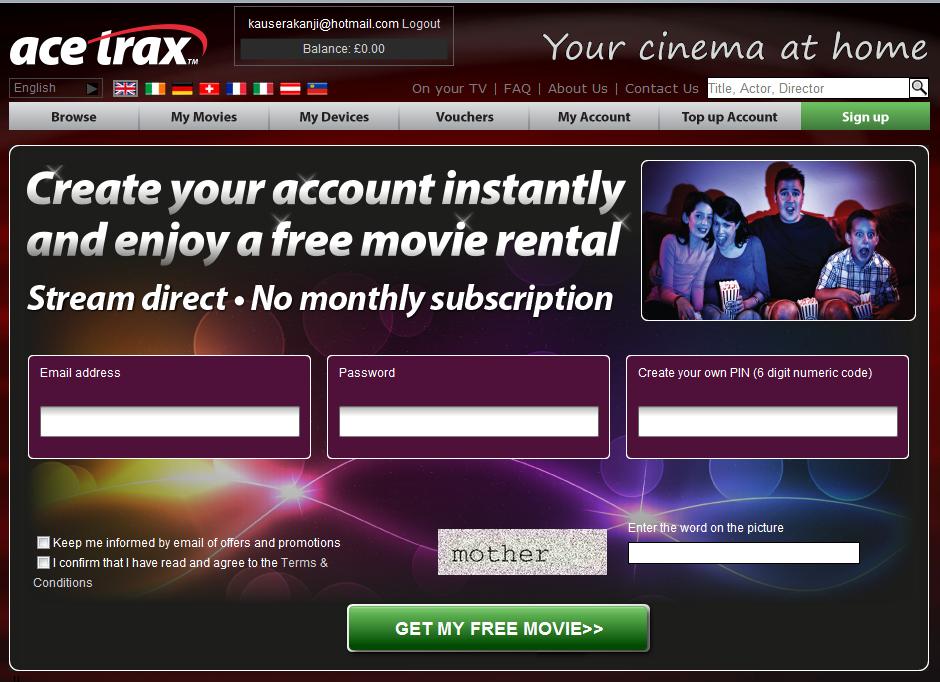 ace trax TM
kauserakanji@hotmail.com Logout
Balance: £0.00
Your cinema at home
English
On your TV | FAQ | About Us | Contact Us
Title, Actor, Director
Browse
My Movies
My Devices
Vouchers
My Account
Top up Account
Sign up
Create your account instantly
and enjoy a free movie rental
Stream direct • No monthly subscription
Email address
Password
Create your own PIN (6 digit numeric code)
Keep me informed by email of offers and promotions
I confirm that I have read and agree to the Terms &
Conditions
mother
Enter the word on the picture
GET MY FREE MOVIE>>